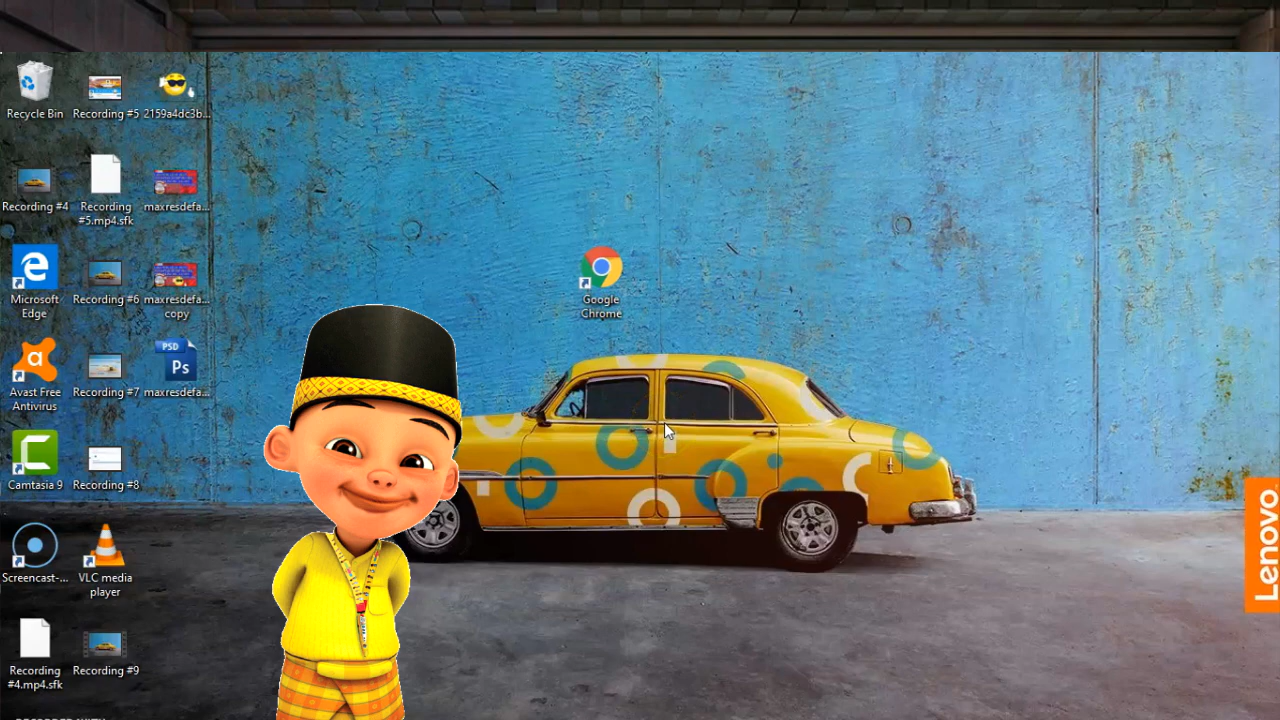 Recycle Bin
Recording #5
2159a4dc3b...
Recording #4
Recording
#5.mp4.sfk
maxresdefa...
Microsoft
Edge
Recording #6
maxresdefa...
copy
Google
Chrome
Avast Free
Antivirus
Recording #7
PSD
Ps
maxresdefa...
Camtasia 9
Recording #8
Screencast-...
VLC media
player
Recording
#4.mp4.sfk
Recording #9
Lenovo
RECORDED WITH